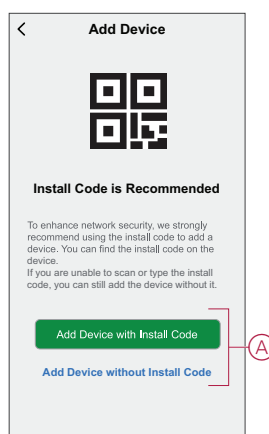 Add Device
Install Code is Recommended
To enhance network security, we strongly
recommend using the install code to add a
device. You can find the install code on the
device.
If you are unable to scan or type the install
code, you can still add the device without it.
Add Device with Install Code
A
Add Device without Install Code